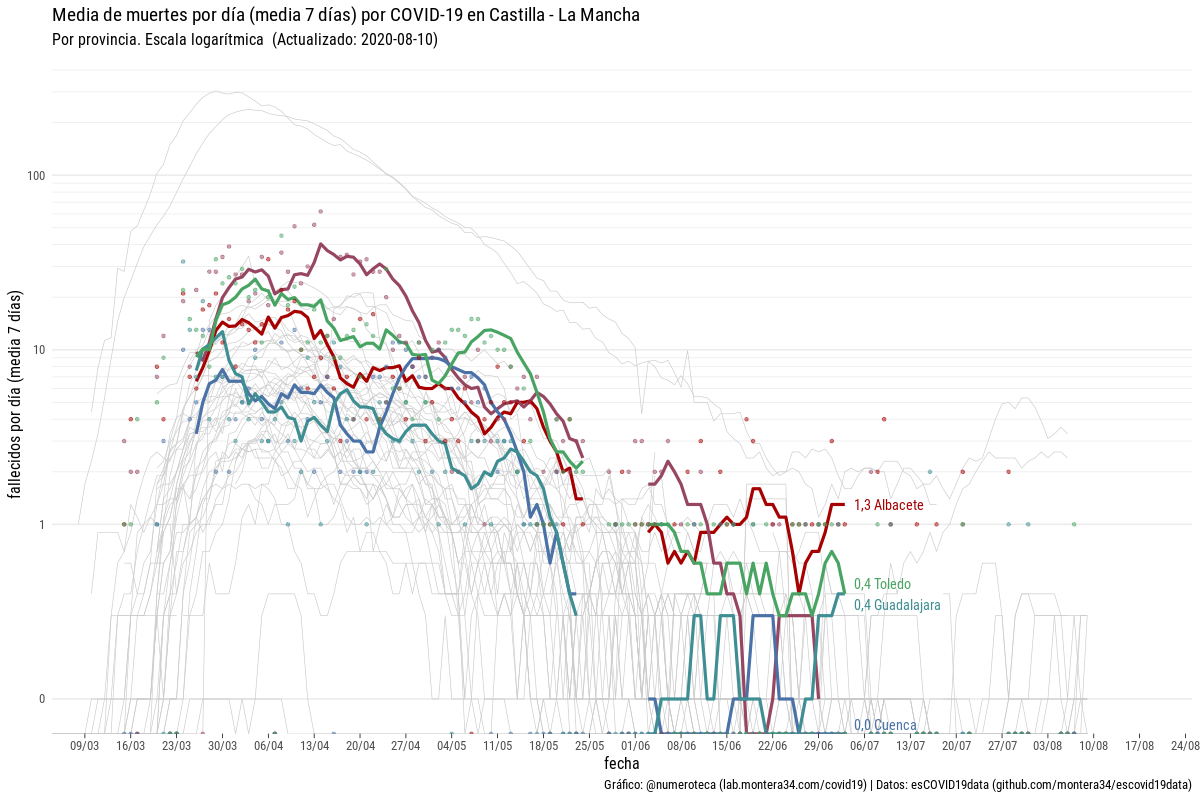 Media de muertes por día (media 7 días) por COVID-19 en Castilla - La Mancha
Por provincia. Escala logarítmica (Actualizado: 2020-08-10)
fallecidos por día (media 7 días)
100
10
1
0
1,3 Albacete
0,4 Toledo
0,4 Guadalajara
0,0 Cuenca
09/03 16/03 23/03 30/03 06/04 13/04 20/04 27/04 04/05 11/05 18/05 25/05 01/06 08/06 15/06 22/06 29/06 06/07 13/07 20/07 27/07 03/08 10/08 17/08 24/08
fecha
Gráfico: @numeroteca (lab.montera34.com/covid19) | Datos: esCOVID19data (github.com/montera34/escovid19data)